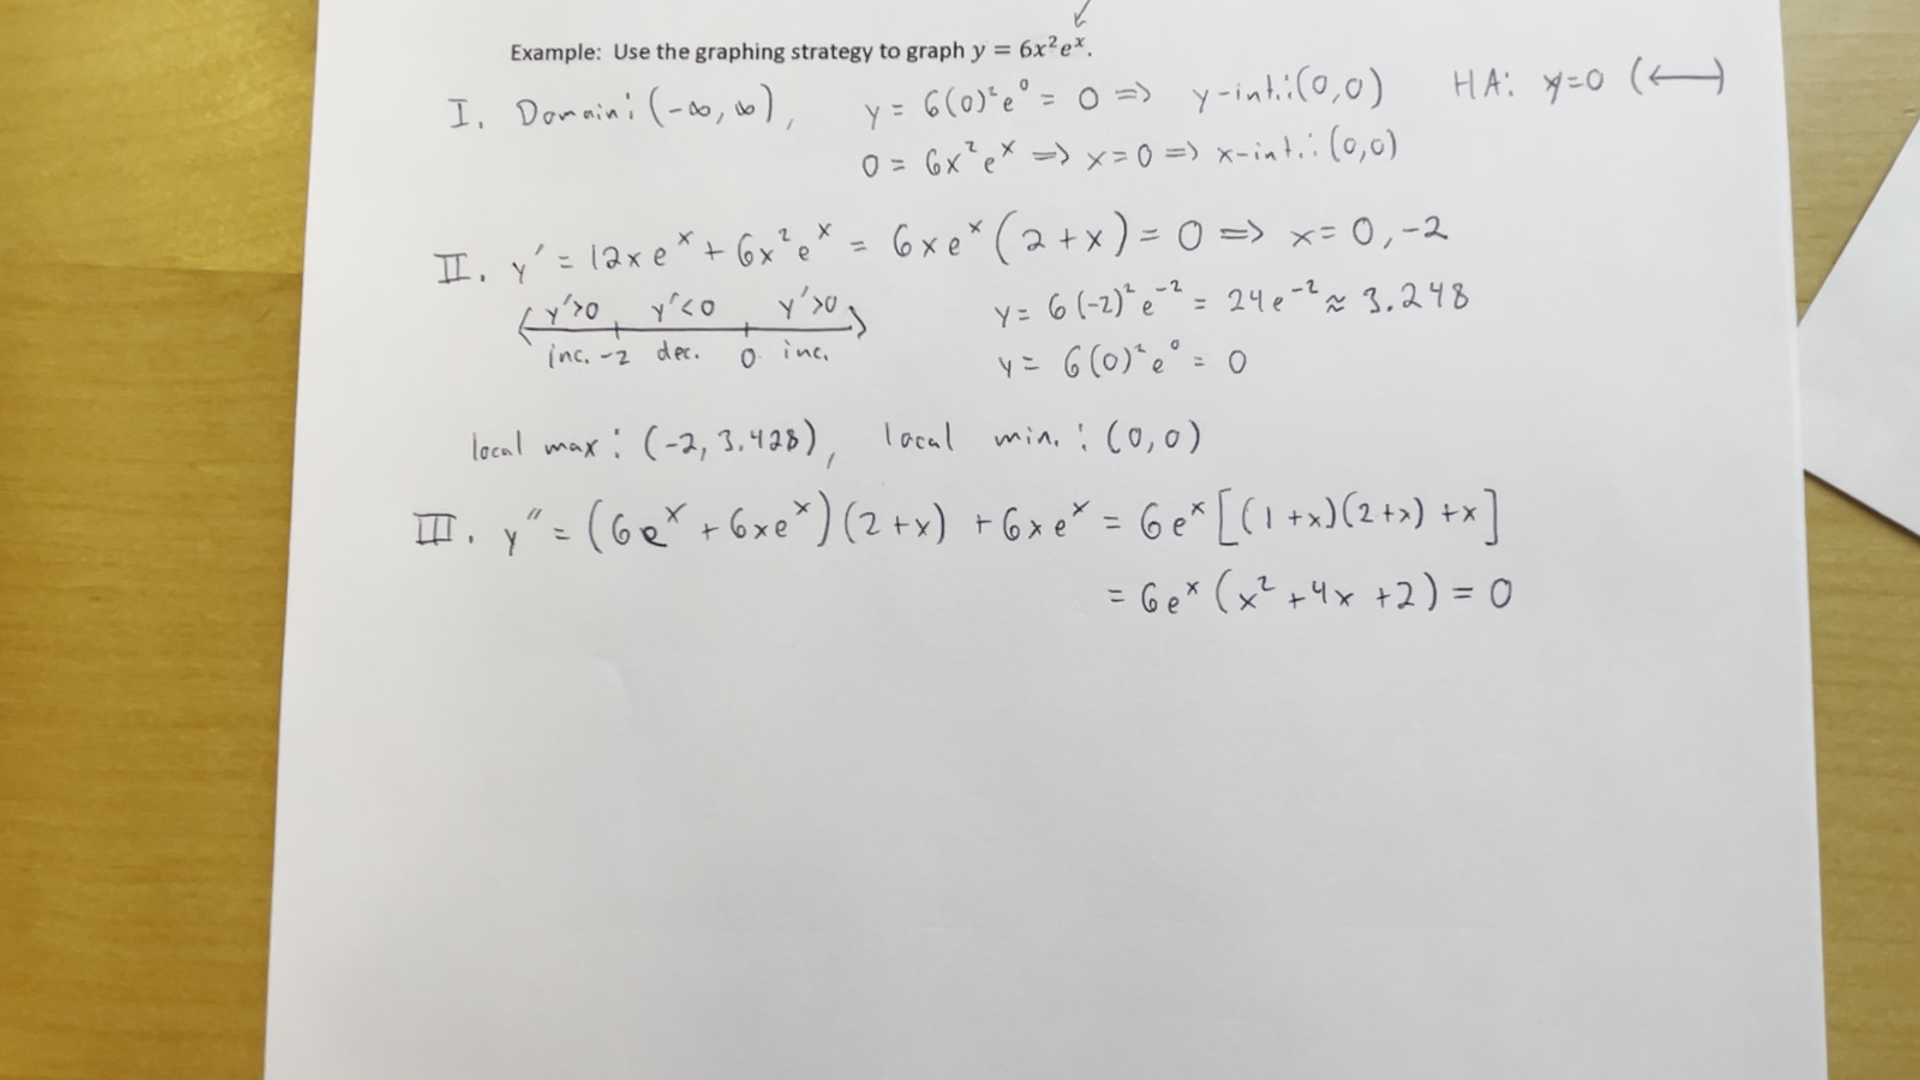 Example: Use the graphing strategy to graph y = 6x²eˣ.
I. Domain: (-∞, ∞), y = 6(0)²e⁰ = 0 => y-int.: (0,0) HA: y=0 (←)
0 = 6x²eˣ => x=0 => x-int.: (0,0)
II. y' = 12xeˣ + 6x²eˣ = 6xeˣ(2+x) = 0 => x = 0, -2
y'>0 y'<0 y'>0 y = 6(-2)²e⁻² = 24e⁻² ≈ 3.248
inc. -2 dec. 0 inc. y = 6(0)²e⁰ = 0
local max: (-2, 3.428), local min.: (0,0)
III. y'' = (6eˣ + 6xeˣ)(2+x) + 6xeˣ = 6eˣ[(1+x)(2+x) +x]
= 6eˣ(x² +4x +2) = 0